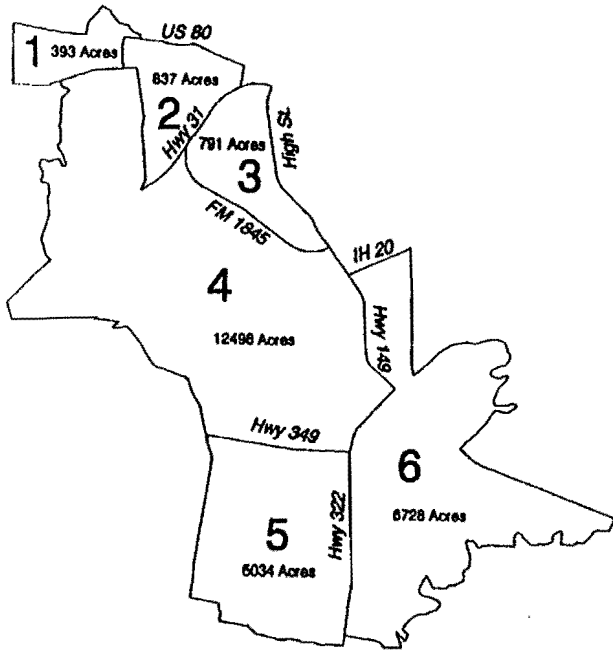 US 80
1 393 Acres
837 Acres
2
Hwy 31
791 Acres
3
High St.
FM 1845
IH 20
4
12496 Acres
Hwy 149
Hwy 349
6
6728 Acres
5
Hwy 322
6034 Acres